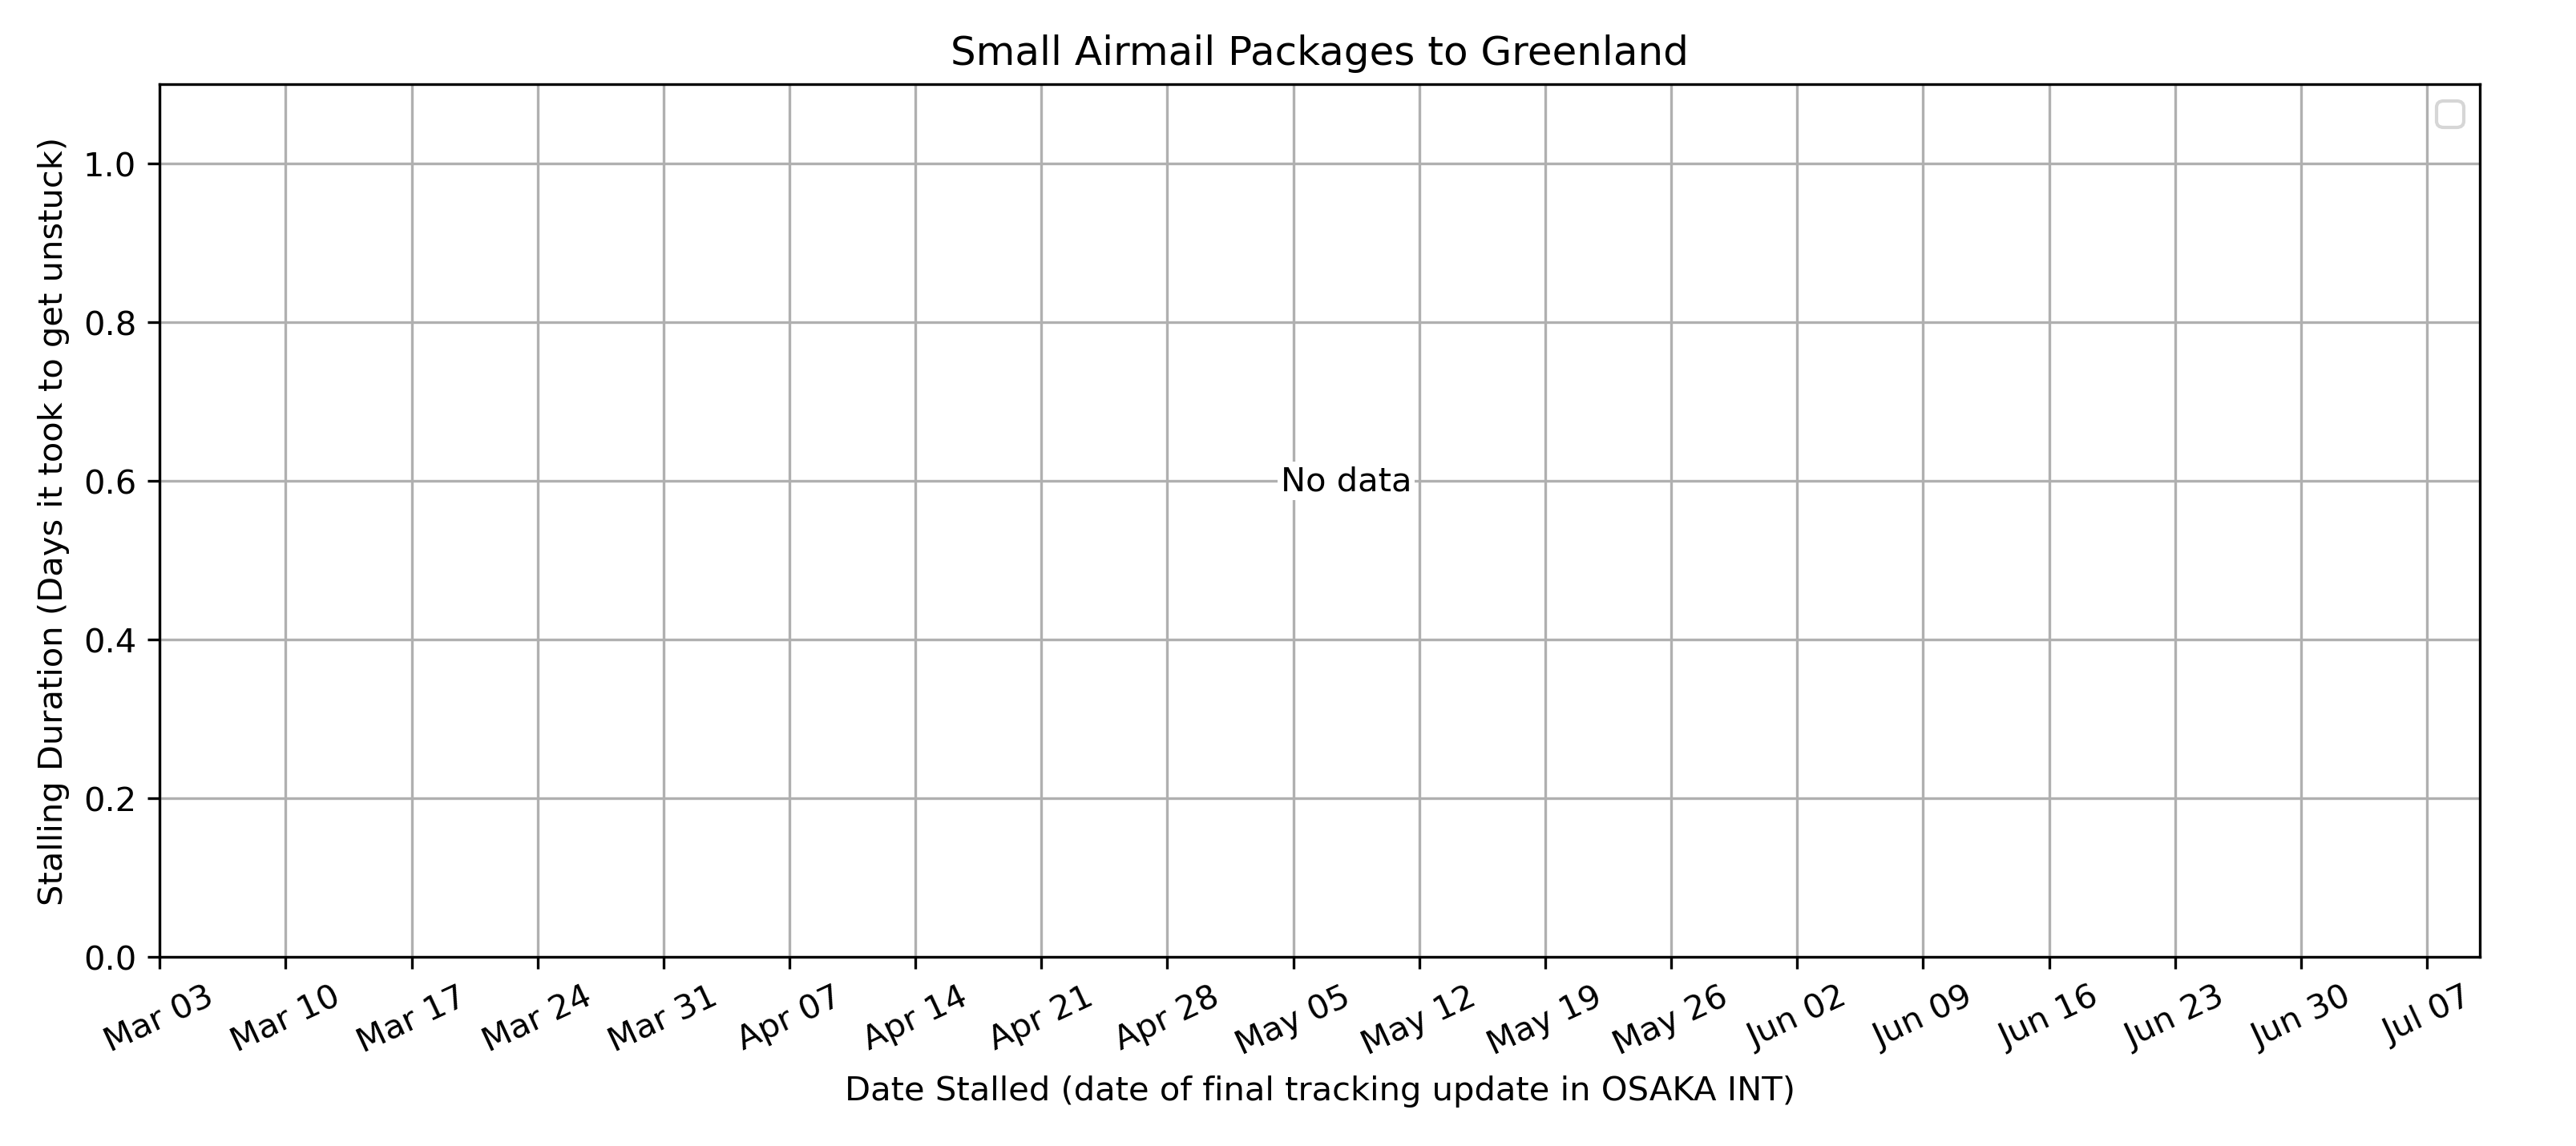 Small Airmail Packages to Greenland
Stalling Duration (Days it took to get unstuck)
1.0
0.8
0.6
0.4
0.2
0.0
No data
Mar 03
Mar 10
Mar 17
Mar 24
Mar 31
Apr 07
Apr 14
Apr 21
Apr 28
May 05
May 12
May 19
May 26
Jun 02
Jun 09
Jun 16
Jun 23
Jun 30
Jul 07
Date Stalled (date of final tracking update in OSAKA INT)